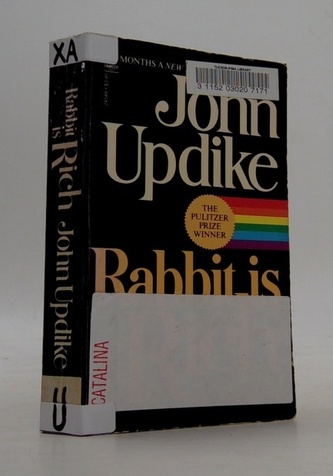 XA
Rabbit
is
Rich John Updike
U
MONTHS A NEW
3 1152 03020 7171
John
Updike
THE
PULITZER
PRIZE
WINNER
Rabbit is
CATALINA